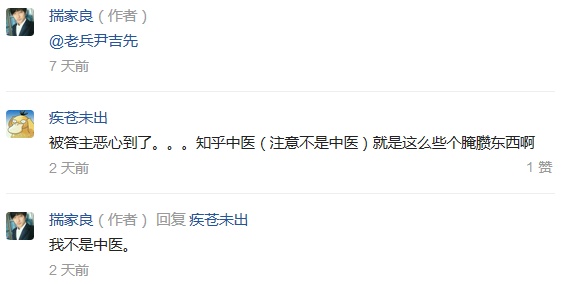 揣家良（作者）
@老兵尹吉先
7 天前
疾苍未出
被答主恶心到了。。。知乎中医（注意不是中医）就是这么些个腌臜东西啊
2 天前 1 赞
揣家良（作者） 回复 疾苍未出
我不是中医。
2 天前